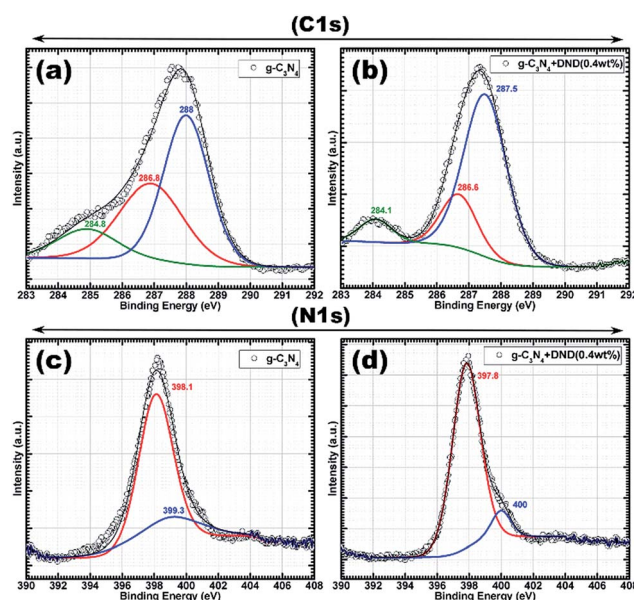 (C1s)
(a)
g-C3N4
288
286.8
284.8
Intensity (a.u.)
283 284 285 286 287 288 289 290 291 292
Binding Energy (eV)
(b)
g-C3N4+DND(0.4wt%)
287.5
286.6
284.1
Intensity (a.u.)
283 284 285 286 287 288 289 290 291 292
Binding Energy (eV)
(N1s)
(c)
g-C3N4
398.1
399.3
Intensity (a.u.)
390 392 394 396 398 400 402 404 406 408
Binding Energy (eV)
(d)
g-C3N4+DND(0.4wt%)
397.8
400
Intensity (a.u.)
390 392 394 396 398 400 402 404 406 408
Binding Energy (eV)